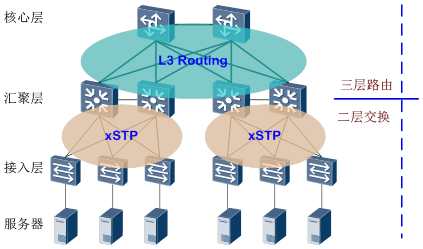 核心层
L3 Routing
汇聚层
三层路由
二层交换
xSTP
xSTP
接入层
服务器